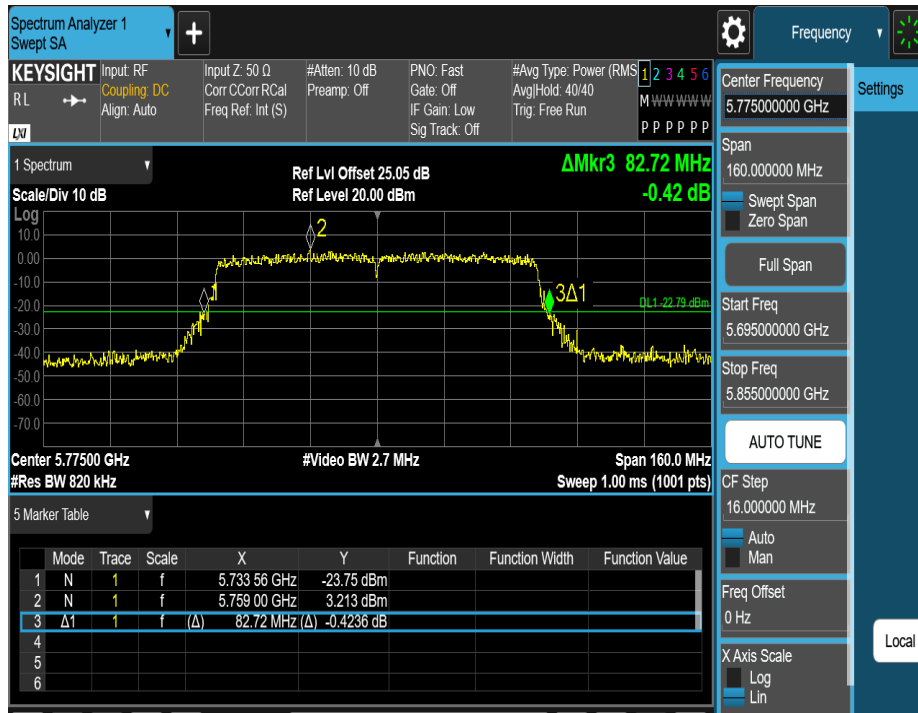 Spectrum Analyzer 1
Swept SA
+
Frequency
KEYSIGHT
R L
LXI
Input: RF
Coupling: DC
Align: Auto
Input Z: 50 Ω
Corr CCorr RCal
Freq Ref: Int (S)
#Atten: 10 dB
Preamp: Off
PNO: Fast
Gate: Off
IF Gain: Low
Sig Track: Off
#Avg Type: Power (RMS
Avg|Hold: 40/40
Trig: Free Run
1 2 3 4 5 6
M W W W W W
P P P P P P
1 Spectrum
Scale/Div 10 dB
Ref Lvl Offset 25.05 dB
Ref Level 20.00 dBm
ΔMkr3 82.72 MHz
-0.42 dB
Log
10.0
0.00
-10.0
-20.0
-30.0
-40.0
-50.0
-60.0
-70.0
1
2
3Δ1
DL1 -22.79 dBm
Center 5.77500 GHz
#Res BW 820 kHz
#Video BW 2.7 MHz
Span 160.0 MHz
Sweep 1.00 ms (1001 pts)
5 Marker Table
Mode Trace Scale X Y Function Function Width Function Value
1 N 1 f 5.733 56 GHz -23.75 dBm
2 N 1 f 5.759 00 GHz 3.213 dBm
3 Δ1 1 f (Δ) 82.72 MHz (Δ) -0.4236 dB
4
5
6
Center Frequency
5.775000000 GHz
Span
160.000000 MHz
Swept Span
Zero Span
Full Span
Start Freq
5.695000000 GHz
Stop Freq
5.855000000 GHz
AUTO TUNE
CF Step
16.000000 MHz
Auto
Man
Freq Offset
0 Hz
X Axis Scale
Log
Lin
Settings
Local